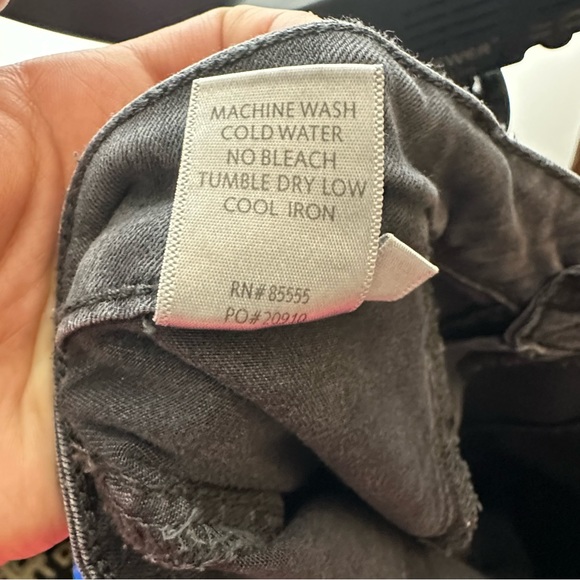 MACHINE WASH
COLD WATER
NO BLEACH
TUMBLE DRY LOW
COOL IRON
RN# 85555
PO# 20910